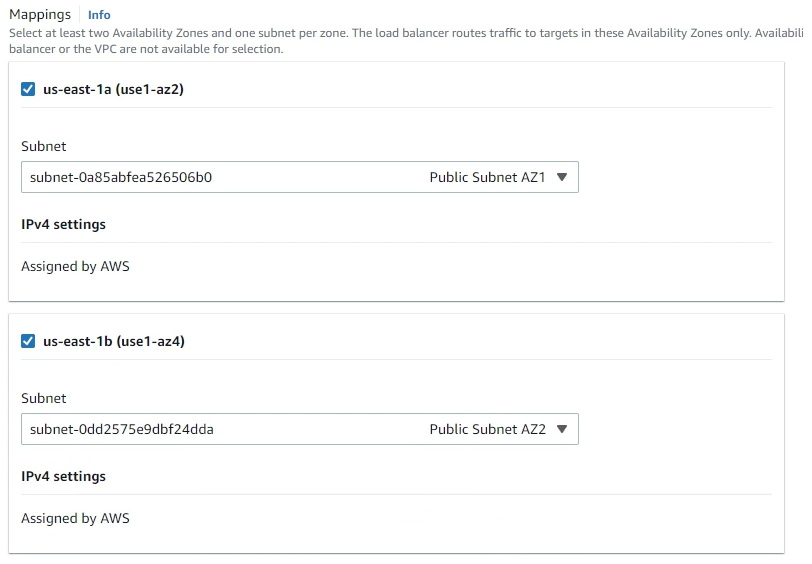 Mappings Info
Select at least two Availability Zones and one subnet per zone. The load balancer routes traffic to targets in these Availability Zones only. Availabili
balancer or the VPC are not available for selection.
us-east-1a (use1-az2)
Subnet
subnet-0a85abfea526506b0 Public Subnet AZ1
IPv4 settings
Assigned by AWS
us-east-1b (use1-az4)
Subnet
subnet-0dd2575e9dbf24dda Public Subnet AZ2
IPv4 settings
Assigned by AWS